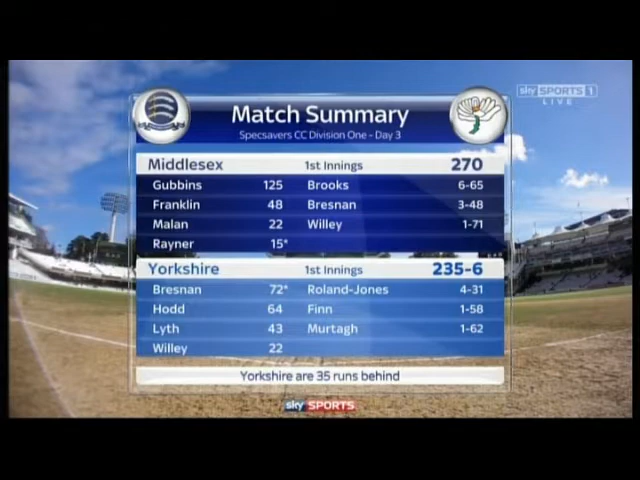 sky SPORTS 1
LIVE
Match Summary
Specsavers CC Division One - Day 3
Middlesex 1st Innings 270
Gubbins 125 Brooks 6-65
Franklin 48 Bresnan 3-48
Malan 22 Willey 1-71
Rayner 15*
Yorkshire 1st Innings 235-6
Bresnan 72* Roland-Jones 4-31
Hodd 64 Finn 1-58
Lyth 43 Murtagh 1-62
Willey 22
Yorkshire are 35 runs behind
sky SPORTS